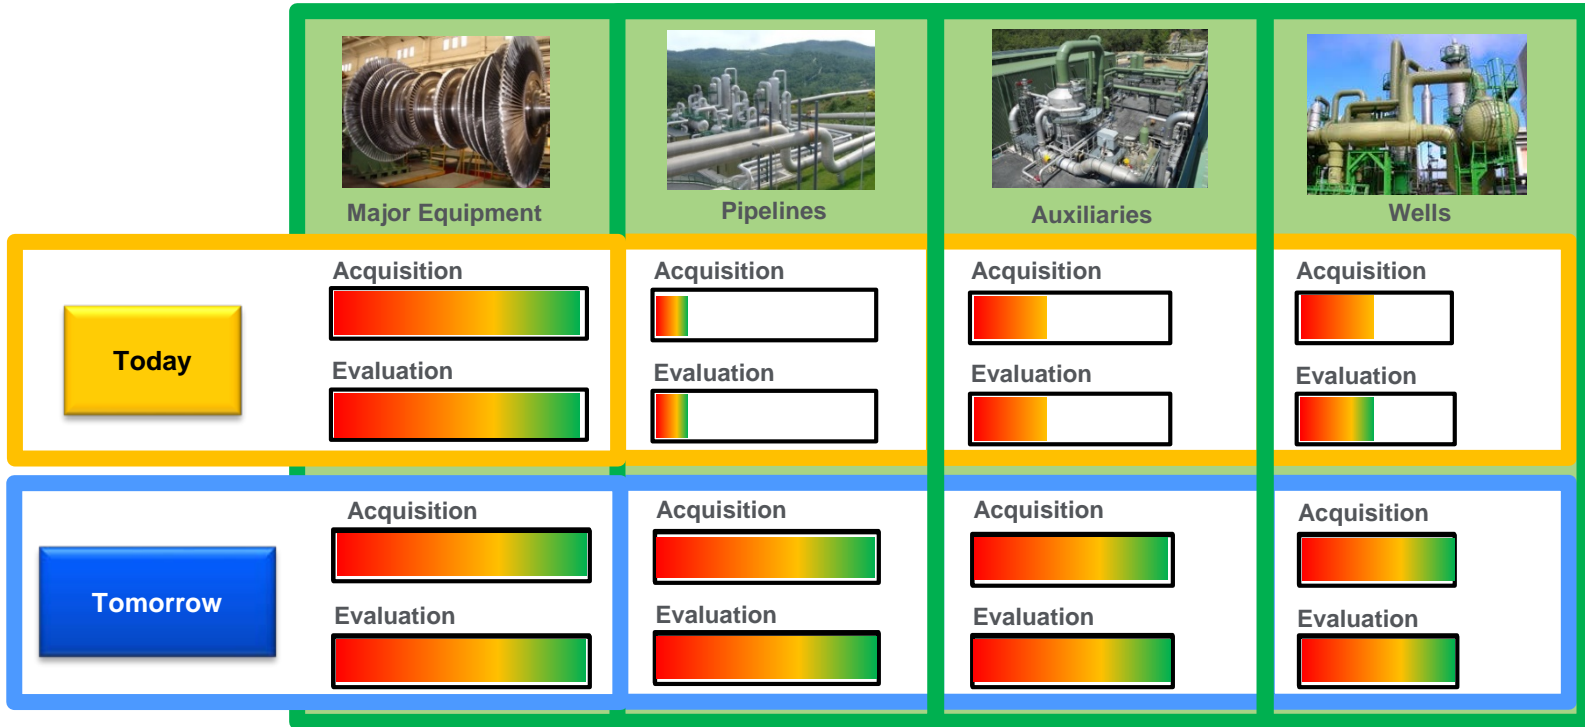 Major Equipment
Pipelines
Auxiliaries
Wells
Today
Acquisition
Acquisition
Acquisition
Acquisition
Evaluation
Evaluation
Evaluation
Evaluation
Tomorrow
Acquisition
Acquisition
Acquisition
Acquisition
Evaluation
Evaluation
Evaluation
Evaluation